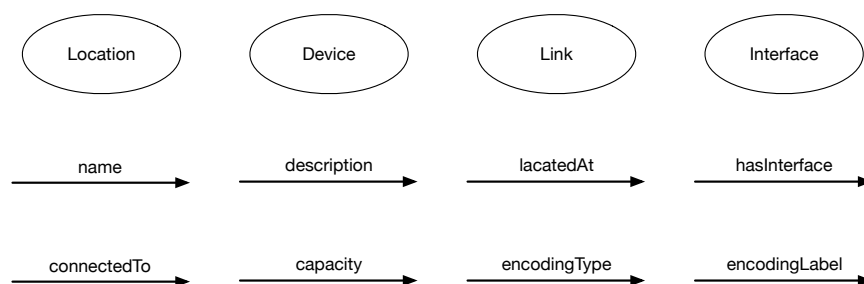 Location Device Link Interface
name description lacatedAt hasInterface
connectedTo capacity encodingType encodingLabel